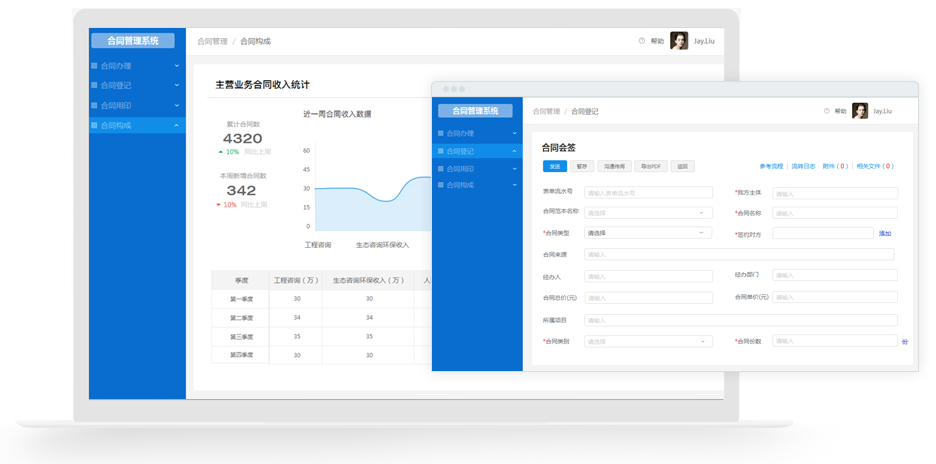 合同管理系统
合同管理 / 合同构成
帮助
Jay.Liu
合同办理
合同登记
合同用印
合同构成
主营业务合同收入统计
累计合同数
4320
10% 同比上周
本周新增合同数
342
10% 同比上周
近一周合同收入数据
60
45
30
15
0
工程咨询
生态咨询环保收入
季度 工程咨询（万） 生态咨询环保收入（万） 人
第一季度 30 30
第二季度 34 34
第三季度 35 35
第四季度 30 30
合同管理系统
合同管理 / 合同登记
帮助
Jay.Liu
合同办理
合同登记
合同用印
合同构成
合同会签
发送
暂存
沟通传阅
导出PDF
返回
参考流程
流转日志
附件（0）
相关文件（0）
表单流水号 请输入表单流水号
*我方主体 请输入
合同范本名称 请选择
*合同名称 请输入
*合同类型 请选择
*签约对方
添加
合同来源 请输入
经办人 请输入
经办部门 请输入
合同总价(元) 请输入
合同单价(元) 请输入
所属项目 请输入
*合同类别 请选择
*合同份数 请输入
份